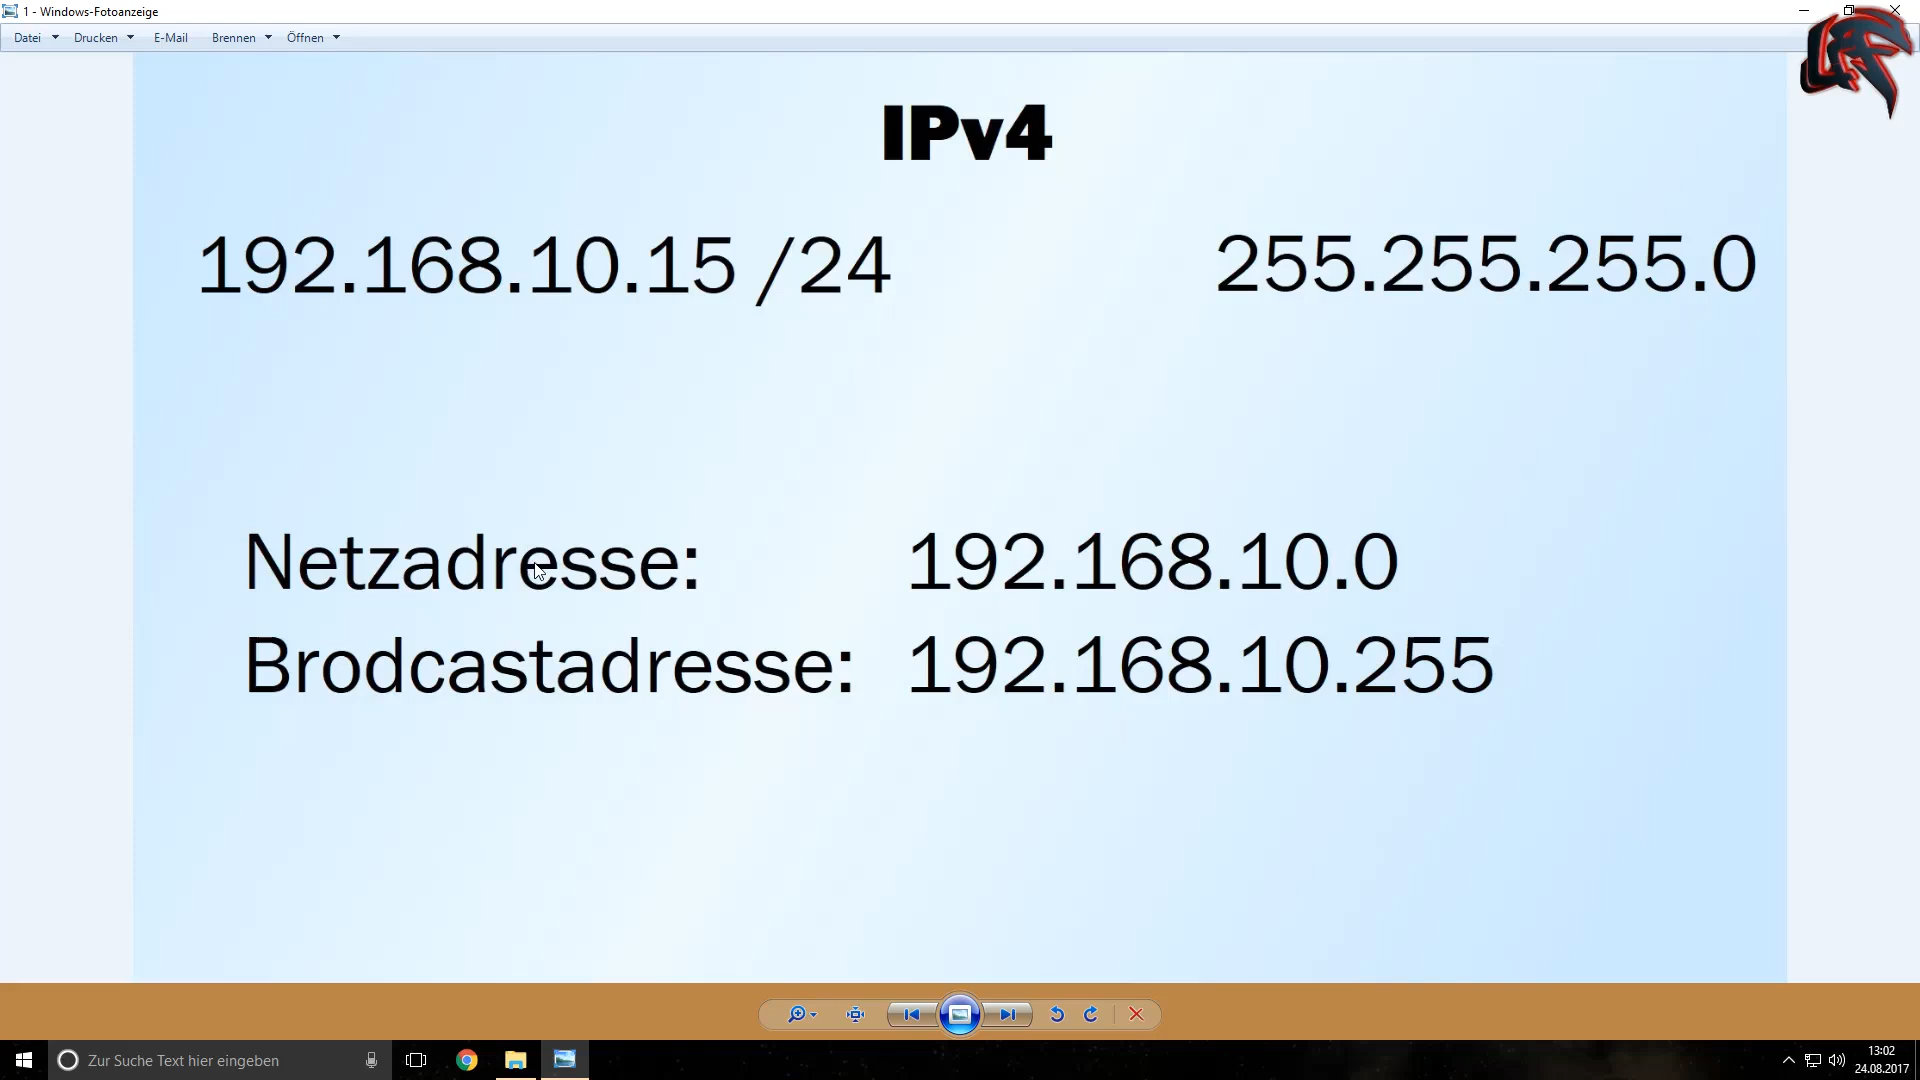 1 - Windows-Fotoanzeige
Datei Drucken E-Mail Brennen Öffnen
IPv4
192.168.10.15 /24 255.255.255.0
Netzadresse: 192.168.10.0
Brodcastadresse: 192.168.10.255
Zur Suche Text hier eingeben
13:02
24.08.2017